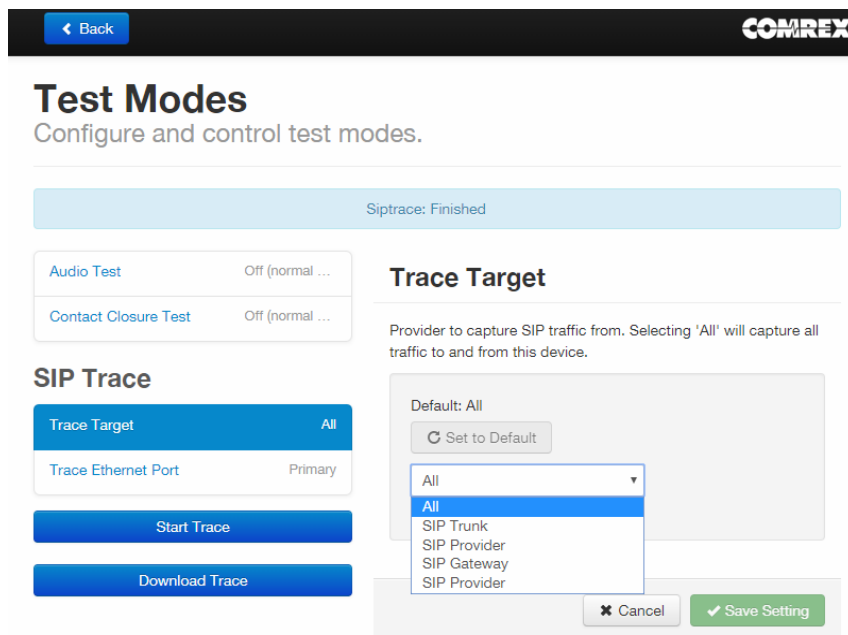 Back
COMREX
Test Modes
Configure and control test modes.
Siptrace: Finished
Audio Test Off (normal ...
Contact Closure Test Off (normal ...
SIP Trace
Trace Target All
Trace Ethernet Port Primary
Start Trace
Download Trace
Trace Target
Provider to capture SIP traffic from. Selecting 'All' will capture all
traffic to and from this device.
Default: All
Set to Default
All
All
SIP Trunk
SIP Provider
SIP Gateway
SIP Provider
Cancel
Save Setting